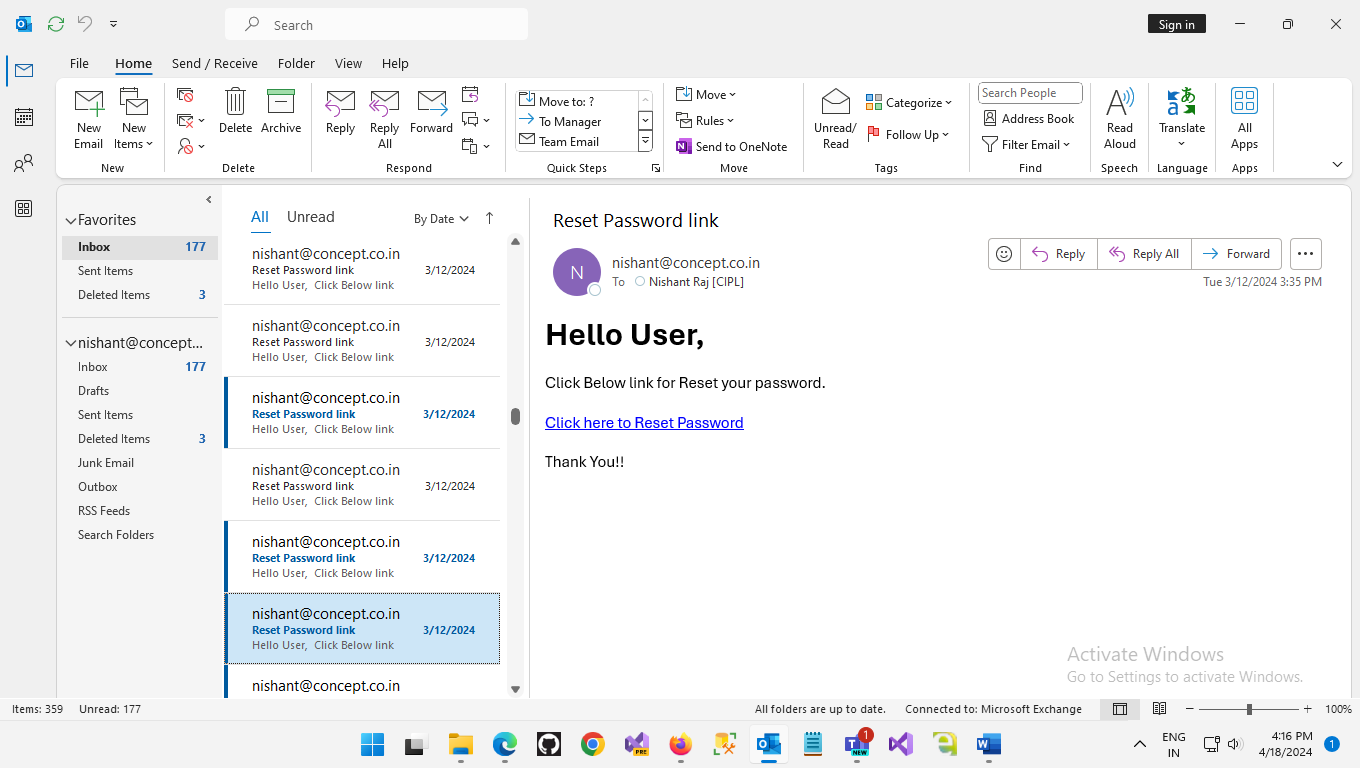 Search
Sign in
File Home Send / Receive Folder View Help
New Email
New Items
New
Delete
Archive
Delete
Reply
Reply All
Forward
Respond
Move to: ?
To Manager
Team Email
Quick Steps
Move
Rules
Send to OneNote
Move
Unread/ Read
Categorize
Follow Up
Tags
Search People
Address Book
Filter Email
Find
Read Aloud
Speech
Translate
Language
All Apps
Apps
Favorites
Inbox 177
Sent Items
Deleted Items 3
nishant@concept...
Inbox 177
Drafts
Sent Items
Deleted Items 3
Junk Email
Outbox
RSS Feeds
Search Folders
All Unread By Date
nishant@concept.co.in
Reset Password link 3/12/2024
Hello User, Click Below link
nishant@concept.co.in
Reset Password link 3/12/2024
Hello User, Click Below link
nishant@concept.co.in
Reset Password link 3/12/2024
Hello User, Click Below link
nishant@concept.co.in
Reset Password link 3/12/2024
Hello User, Click Below link
nishant@concept.co.in
Reset Password link 3/12/2024
Hello User, Click Below link
nishant@concept.co.in
Reset Password link 3/12/2024
Hello User, Click Below link
nishant@concept.co.in
Reset Password link
N
nishant@concept.co.in
To Nishant Raj [CIPL]
Reply Reply All Forward
Tue 3/12/2024 3:35 PM
Hello User,
Click Below link for Reset your password.
Click here to Reset Password
Thank You!!
Activate Windows
Go to Settings to activate Windows.
Items: 359 Unread: 177 All folders are up to date. Connected to: Microsoft Exchange 100%
PRE
1
NEW
ENG
IN
4:16 PM
4/18/2024
1